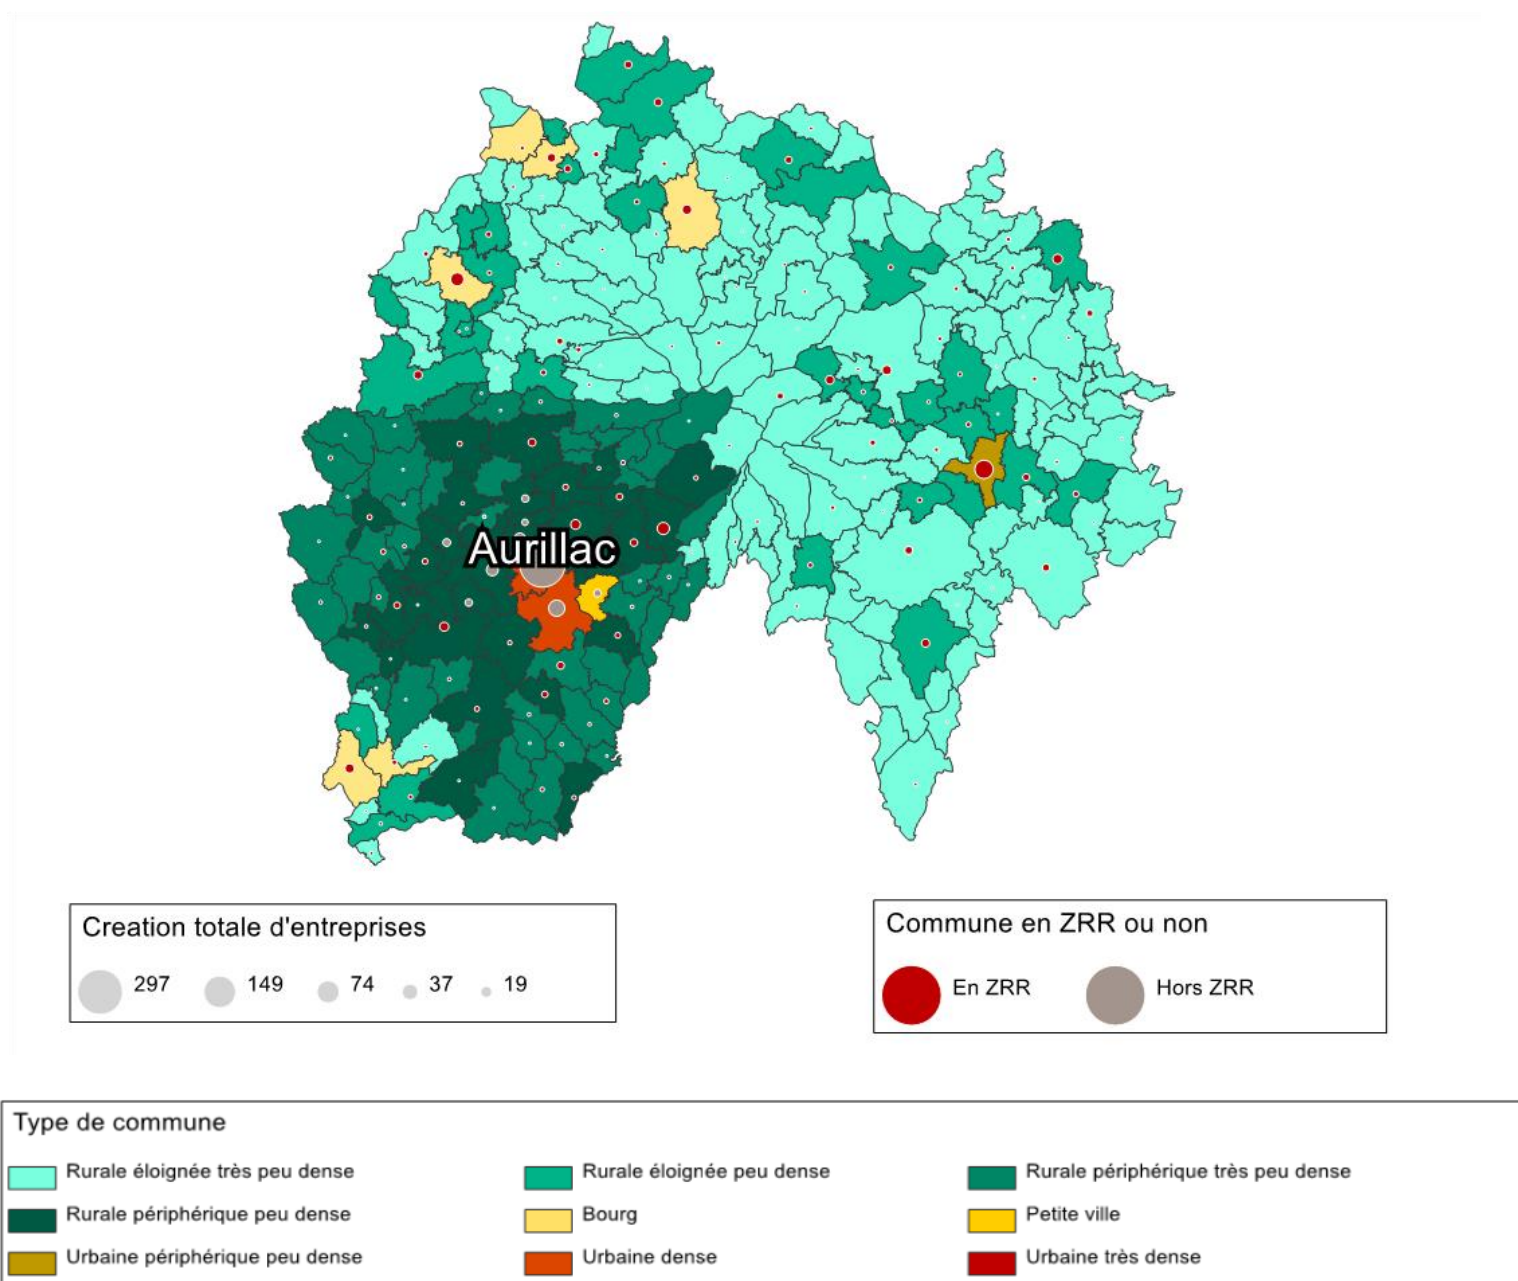 Aurillac
Creation totale d'entreprises
297 149 74 37 19
Commune en ZRR ou non
En ZRR Hors ZRR
Type de commune
Rurale éloignée très peu dense Rurale éloignée peu dense Rurale périphérique très peu dense
Rurale périphérique peu dense Bourg Petite ville
Urbaine périphérique peu dense Urbaine dense Urbaine très dense